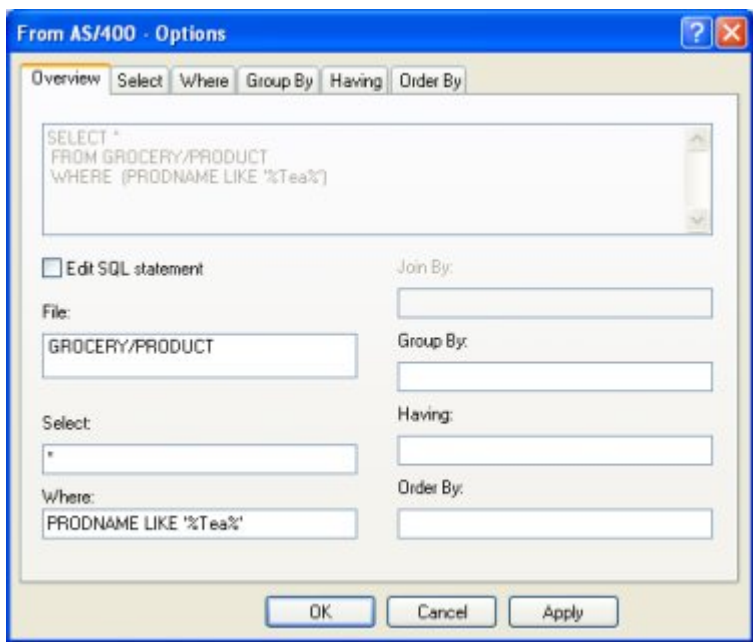 From AS/400 - Options
Overview Select Where Group By Having Order By
SELECT *
FROM GROCERY/PRODUCT
WHERE (PRODNAME LIKE '%Tea%')
Edit SQL statement
Join By:
File:
GROCERY/PRODUCT
Group By:
Select:
*
Having:
Where:
PRODNAME LIKE '%Tea%'
Order By:
OK Cancel Apply